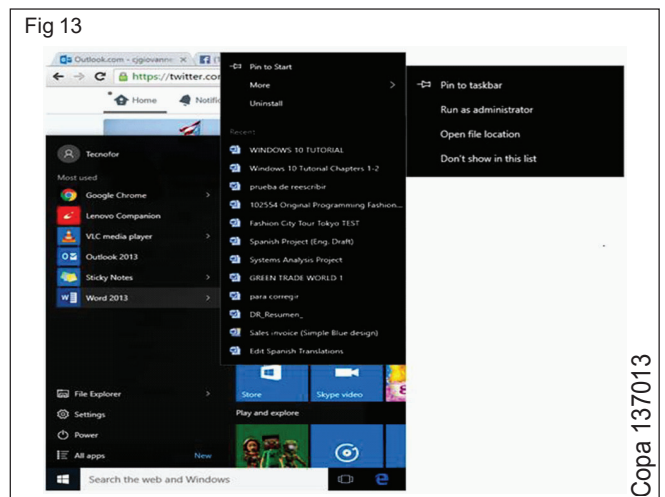 Fig 13
Outlook.com - cjgiovanni
https://twitter.co
Home
Notific
Pin to Start
More
Uninstall
Recent
WINDOWS 10 TUTORIAL
Windows 10 Tutorial Chapters 1-2
prueba de reescribir
102554 Original Programming Fashion...
Fashion City Tour Tokyo TEST
Spanish Project (Eng. Draft)
Systems Analysis Project
GREEN TRADE WORLD 1
para corregir
DR_Resumen_
Sales invoice (Simple Blue design)
Edit Spanish Translations
Pin to taskbar
Run as administrator
Open file location
Don't show in this list
Tecnofor
Most used
Google Chrome
Lenovo Companion
VLC media player
Outlook 2013
Sticky Notes
Word 2013
File Explorer
Settings
Power
All apps
New
Store
Skype video
Play and explore
Search the web and Windows
Copa 137013